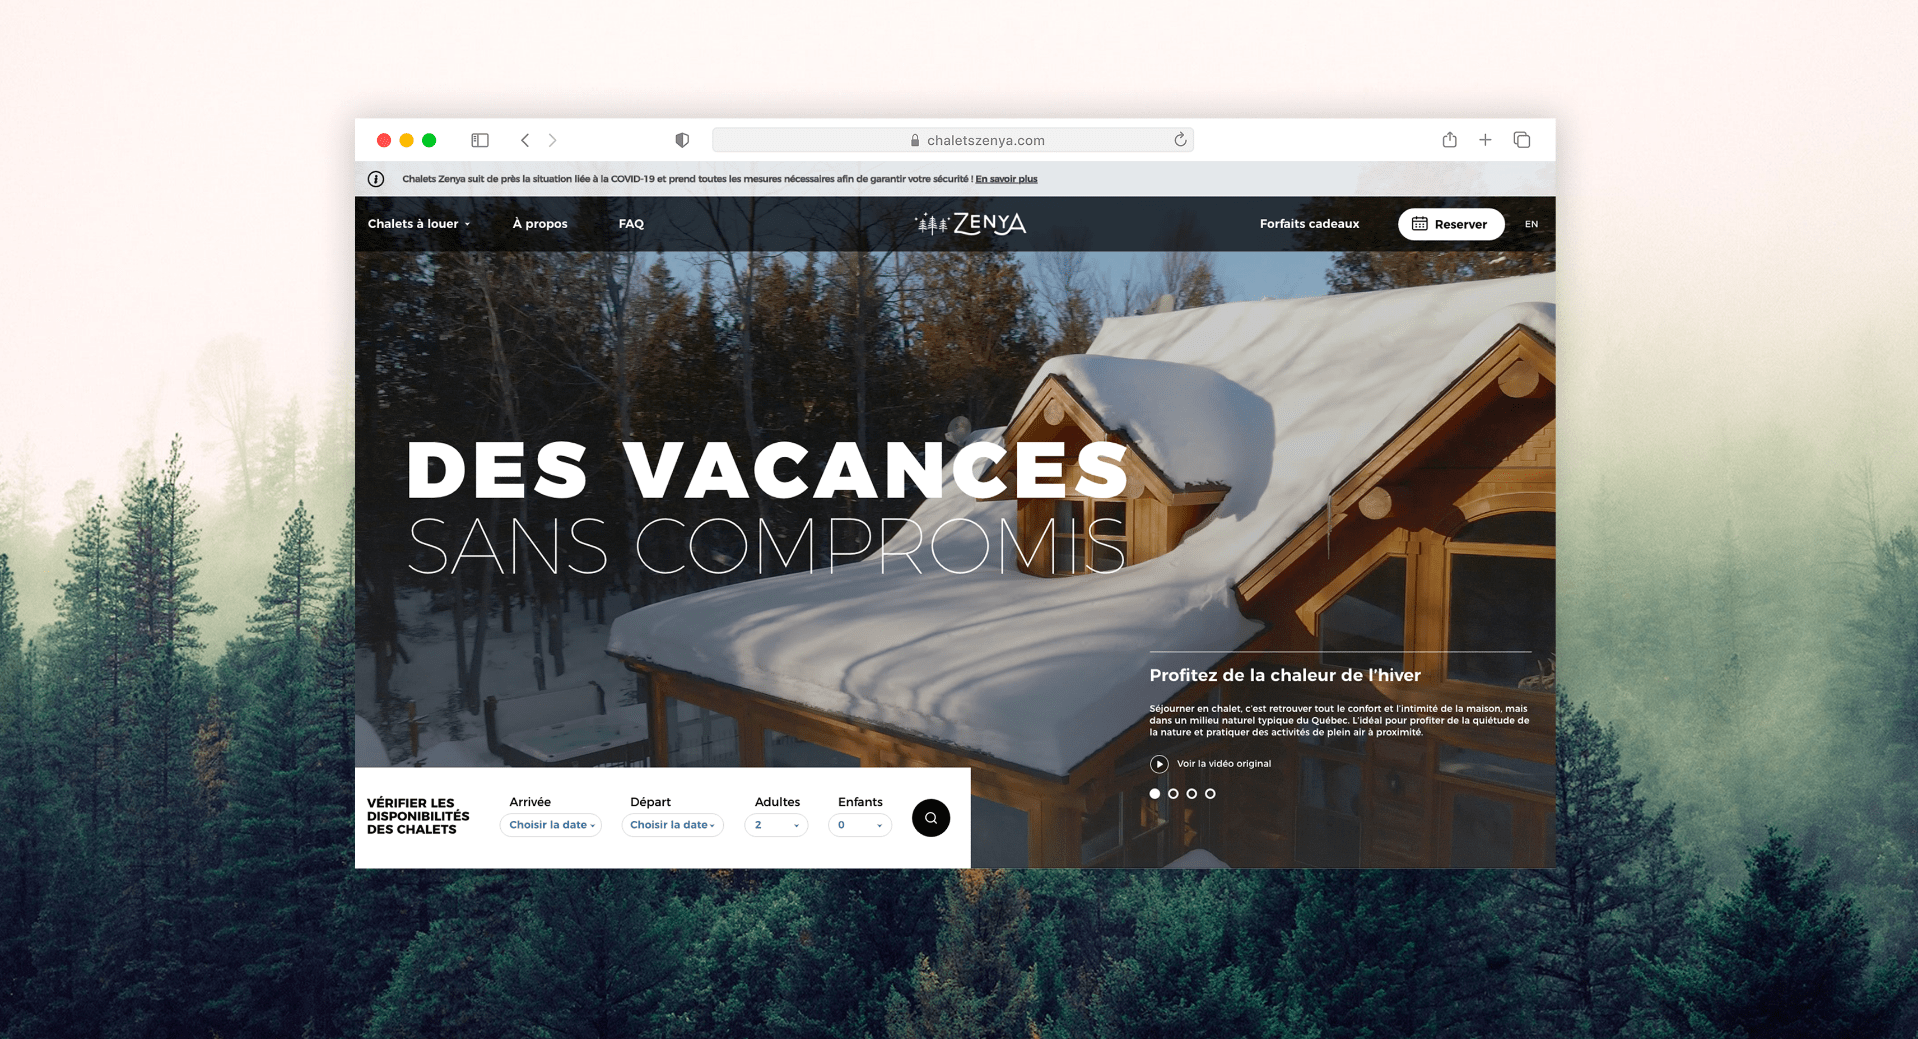 chaletszenya.com
Chalets Zenya suit de près la situation liée à la COVID-19 et prend toutes les mesures nécessaires afin de garantir votre sécurité ! En savoir plus
Chalets à louer
À propos
FAQ
ZENYA
Forfaits cadeaux
Reserver
EN
DES VACANCES
SANS COMPROMIS
Profitez de la chaleur de l'hiver
Séjourner en chalet, c'est retrouver tout le confort et l'intimité de la maison, mais
dans un milieu naturel typique du Québec. L'idéal pour profiter de la quiétude de
la nature et pratiquer des activités de plein air à proximité.
Voir la vidéo original
VÉRIFIER LES
DISPONIBILITÉS
DES CHALETS
Arrivée
Choisir la date
Départ
Choisir la date
Adultes
2
Enfants
0